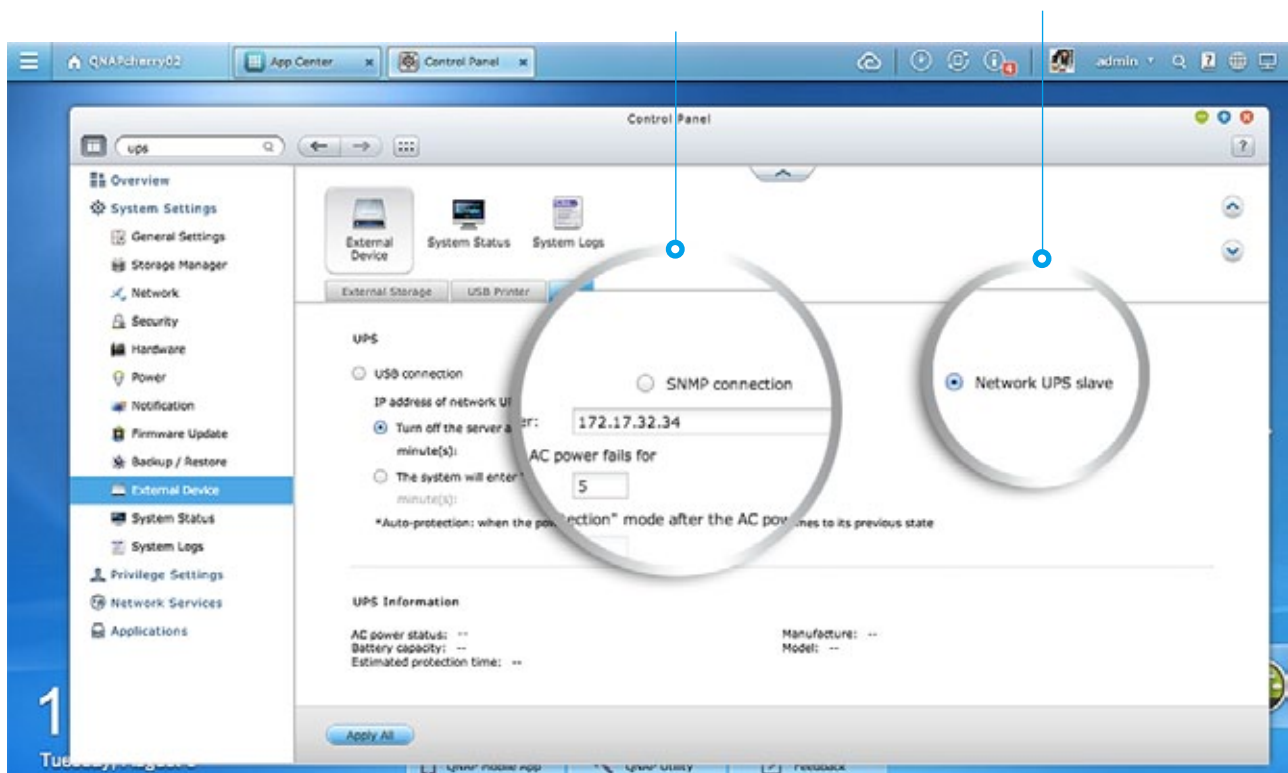 QNAPcherry02 App Center Control Panel 4 admin
Control Panel
ups
Overview
System Settings
General Settings
Storage Manager
Network
Security
Hardware
Power
Notification
Firmware Update
Backup / Restore
External Device
System Status
System Logs
Privilege Settings
Network Services
Applications
External Device
System Status
System Logs
External Storage USB Printer
UPS
USB connection
SNMP connection
Network UPS slave
IP address of network
er: 172.17.32.34
Turn off the server
AC power fails for
minute(s):
5
The system will enter
minute(s):
ection" mode after the AC
*Auto-protection: when the
to its previous state
UPS Information
AC power status: --
Battery capacity: --
Estimated protection time: --
Manufacture: --
Model: --
Apply All
1
QNAP Mobile App QNAP Utility Feedback